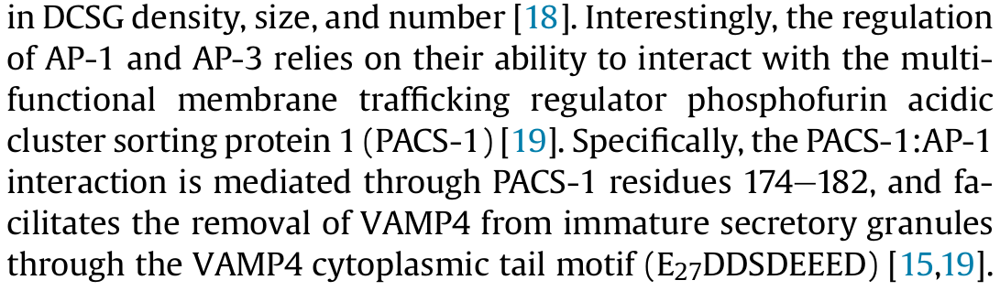 in DCSG density, size, and number [18]. Interestingly, the regulation
of AP-1 and AP-3 relies on their ability to interact with the multi-
functional membrane trafficking regulator phosphofurin acidic
cluster sorting protein 1 (PACS-1) [19]. Specifically, the PACS-1:AP-1
interaction is mediated through PACS-1 residues 174–182, and fa-
cilitates the removal of VAMP4 from immature secretory granules
through the VAMP4 cytoplasmic tail motif (E₂₇DDSDEEED) [15,19].